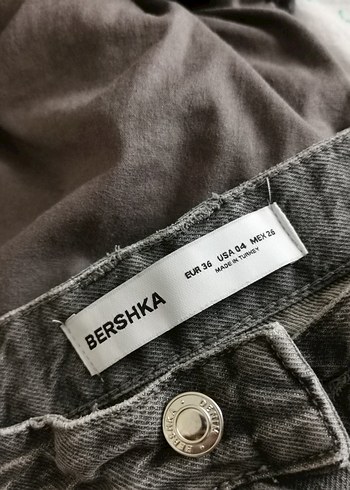 BERSHKA
EUR 36 USA 04 MEX 26
MADE IN TURKEY